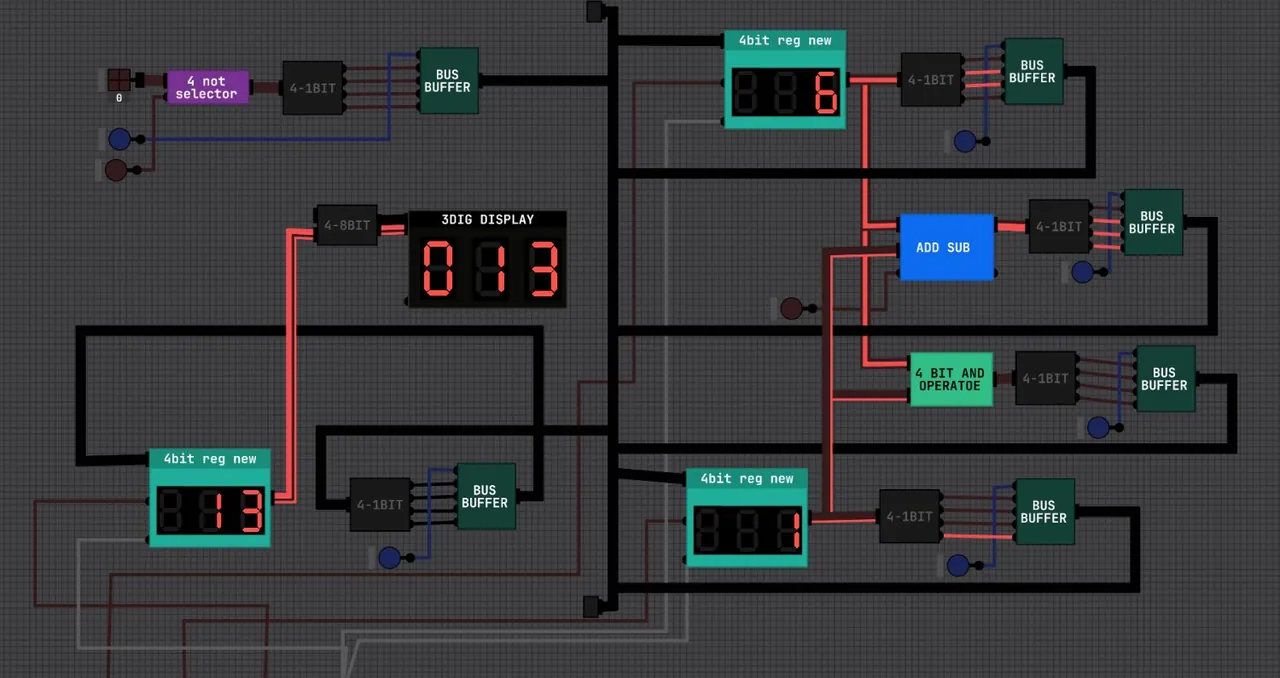 4bit reg new
6
4-1BIT
BUS
BUFFER
4 not
selector
0
4-1BIT
BUS
BUFFER
3DIG DISPLAY
013
4-8BIT
ADD SUB
4-1BIT
BUS
BUFFER
4 BIT AND
OPERATOE
4-1BIT
BUS
BUFFER
4bit reg new
13
4-1BIT
BUS
BUFFER
4bit reg new
1
4-1BIT
BUS
BUFFER